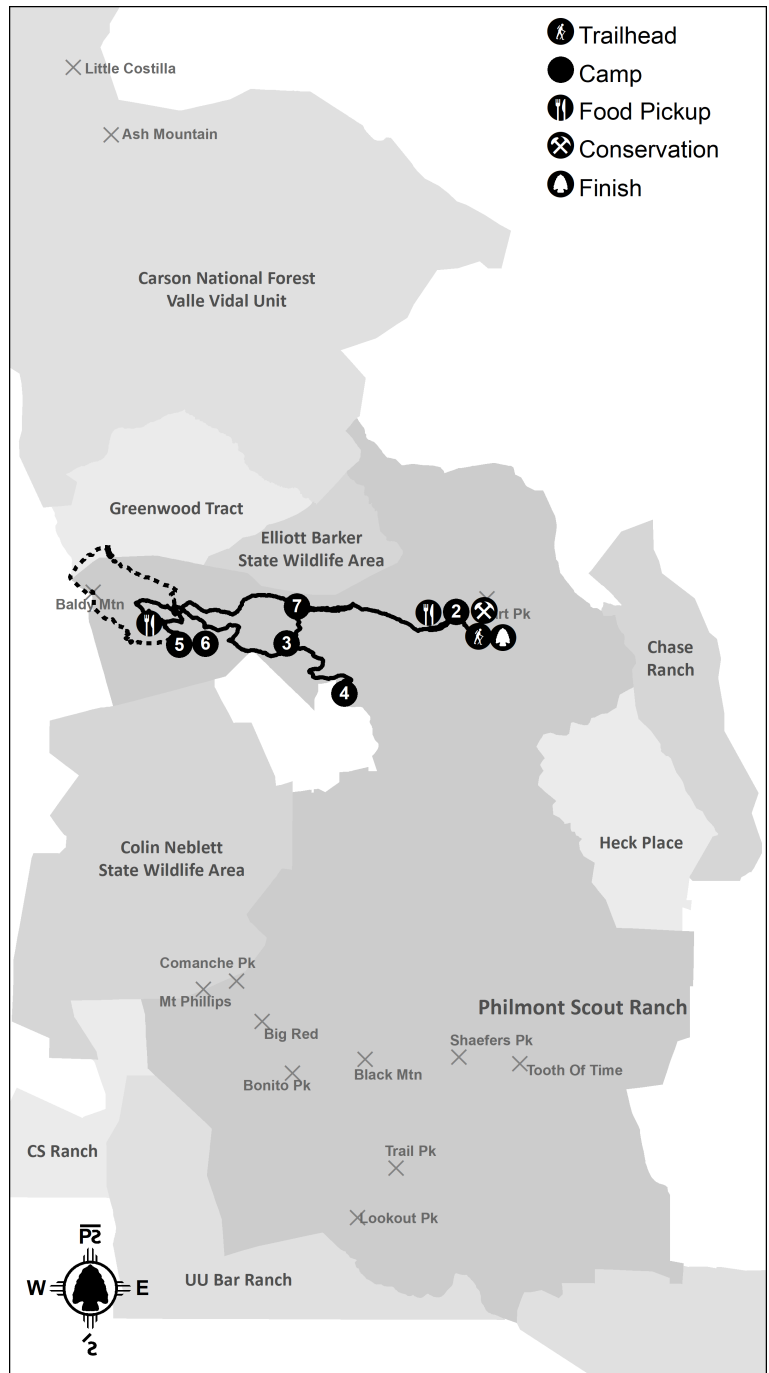 Trailhead
Camp
Food Pickup
Conservation
Finish
Little Costilla
Ash Mountain
Carson National Forest
Valle Vidal Unit
Greenwood Tract
Elliott Barker
State Wildlife Area
Baldy Mtn
7
2
rt Pk
5
6
3
4
Chase
Ranch
Heck Place
Colin Neblett
State Wildlife Area
Comanche Pk
Mt Phillips
Big Red
Philmont Scout Ranch
Shaefers Pk
Black Mtn
Tooth Of Time
Bonito Pk
CS Ranch
Trail Pk
Lookout Pk
UU Bar Ranch
W
E